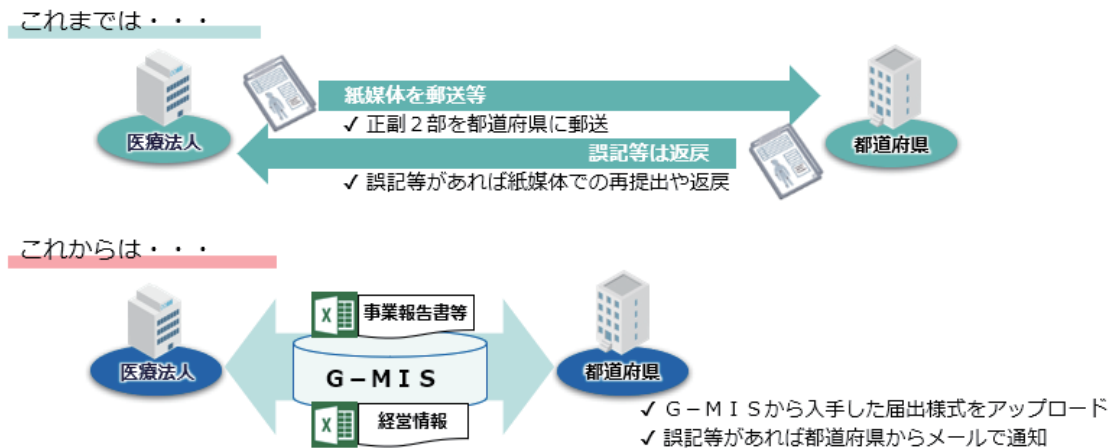 これまでは・・・
紙媒体を郵送等
✓ 正副２部を都道府県に郵送
医療法人
都道府県
誤記等は返戻
✓ 誤記等があれば紙媒体での再提出や返戻
これからは・・・
X
事業報告書等
医療法人
Ｇ－ＭＩＳ
都道府県
X
経営情報
✓ Ｇ－ＭＩＳから入手した届出様式をアップロード
✓ 誤記等があれば都道府県からメールで通知